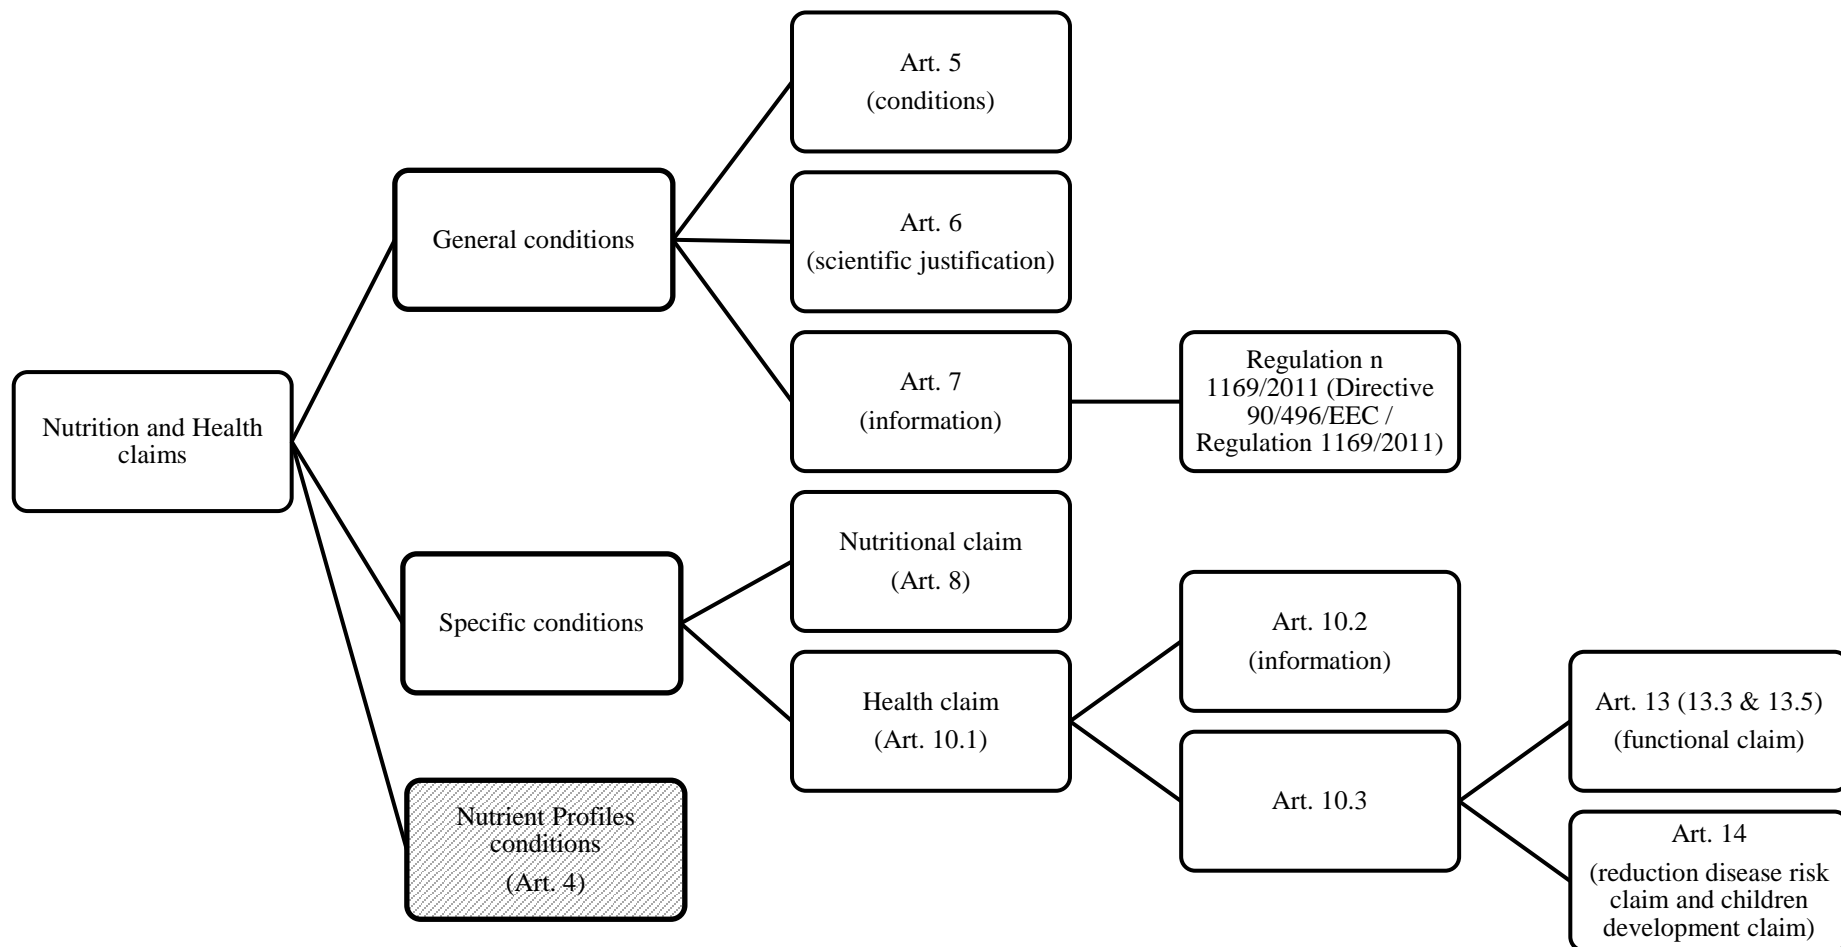 Nutrition and Health
claims
General conditions
Art. 5
(conditions)
Art. 6
(scientific justification)
Art. 7
(information)
Regulation n
1169/2011 (Directive
90/496/EEC /
Regulation 1169/2011)
Specific conditions
Nutritional claim
(Art. 8)
Health claim
(Art. 10.1)
Art. 10.2
(information)
Art. 10.3
Art. 13 (13.3 & 13.5)
(functional claim)
Art. 14
(reduction disease risk
claim and children
development claim)
Nutrient Profiles
conditions
(Art. 4)